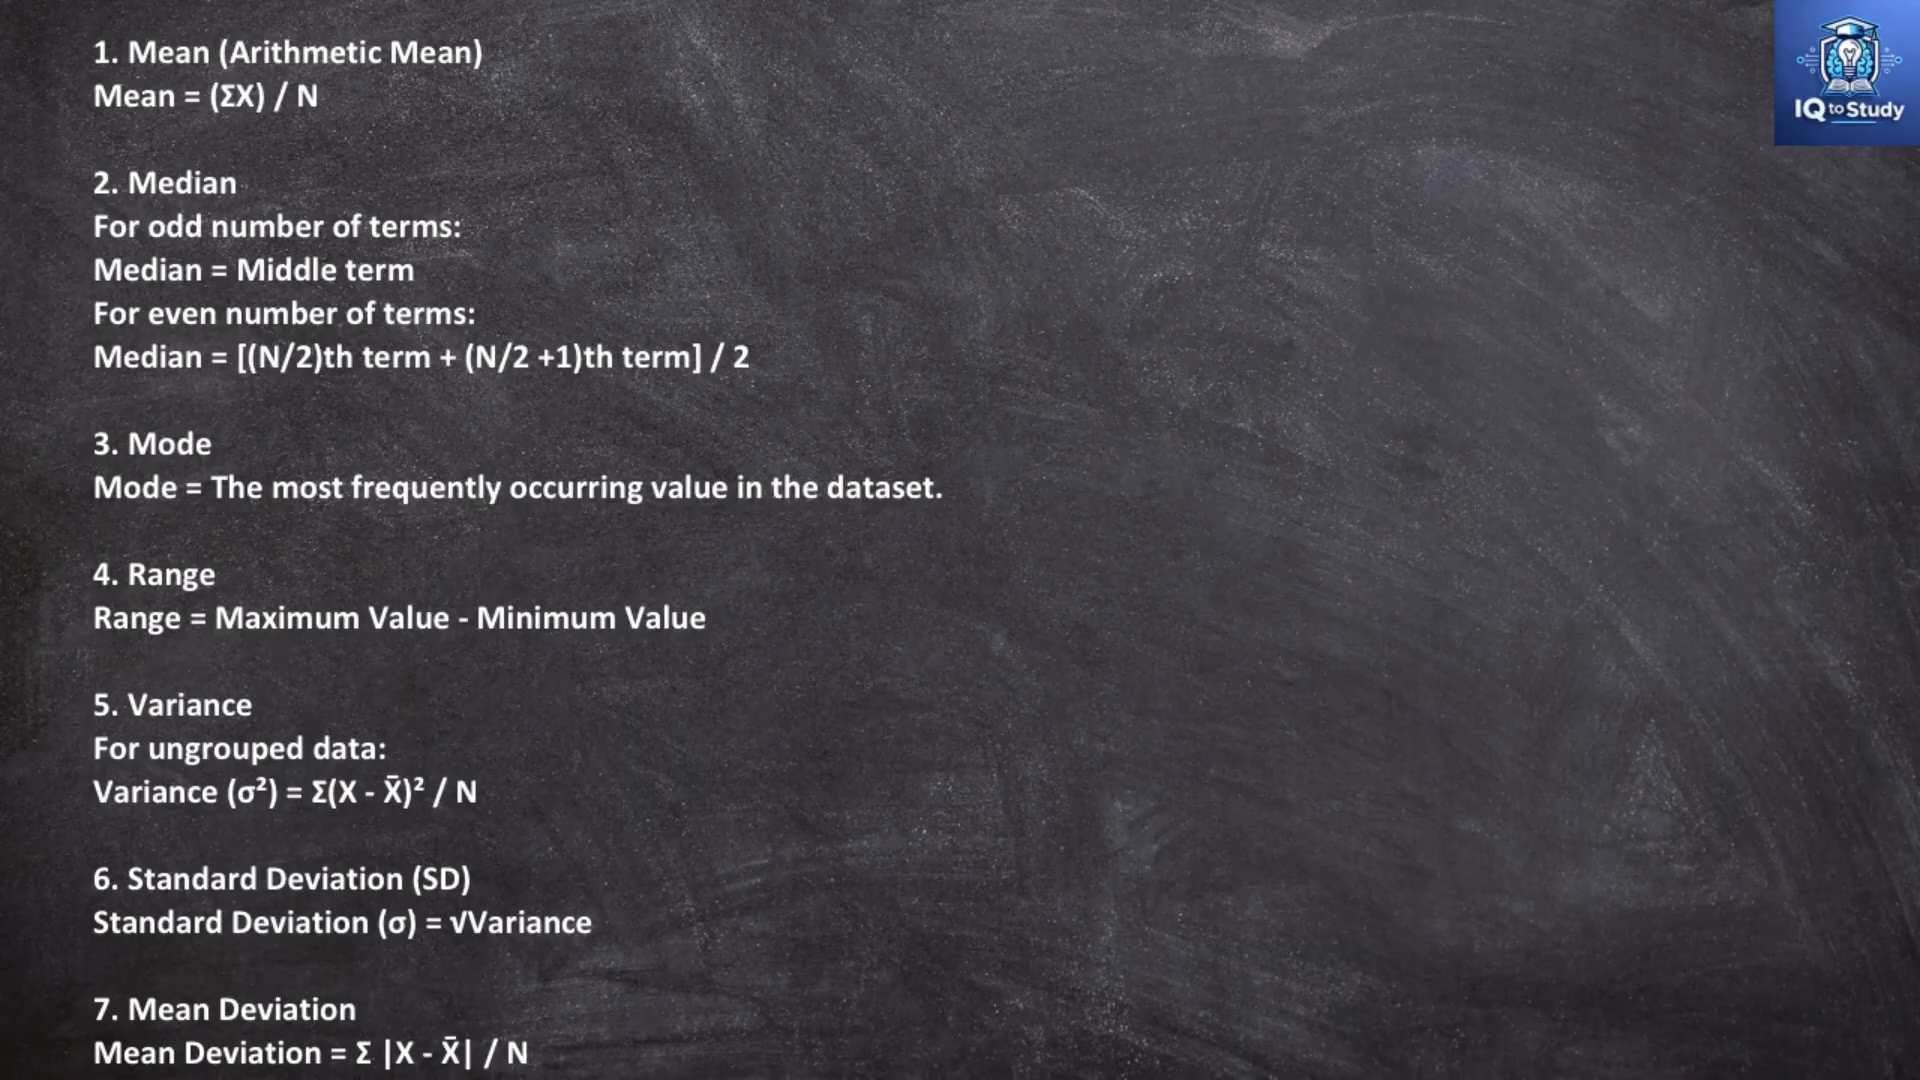 1. Mean (Arithmetic Mean)
Mean = (ΣX) / N
2. Median
For odd number of terms:
Median = Middle term
For even number of terms:
Median = [(N/2)th term + (N/2 +1)th term] / 2
3. Mode
Mode = The most frequently occurring value in the dataset.
4. Range
Range = Maximum Value - Minimum Value
5. Variance
For ungrouped data:
Variance (σ²) = Σ(X - X̄)² / N
6. Standard Deviation (SD)
Standard Deviation (σ) = √Variance
7. Mean Deviation
Mean Deviation = Σ |X - X̄| / N
IQ to Study